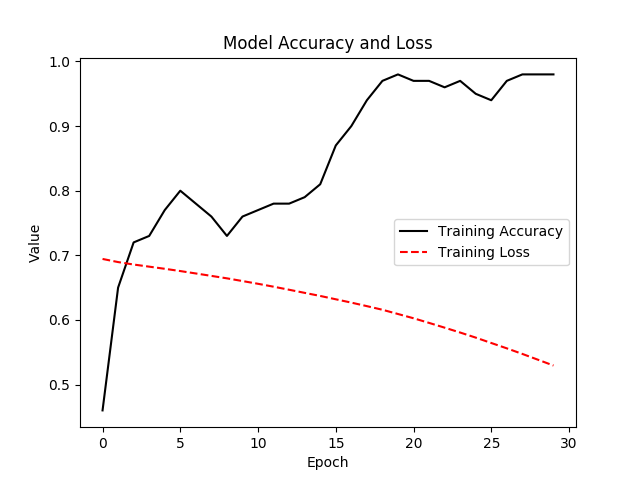 Model Accuracy and Loss
1.0
0.9
0.8
0.7
0.6
0.5
Value
Training Accuracy
Training Loss
0 5 10 15 20 25 30
Epoch